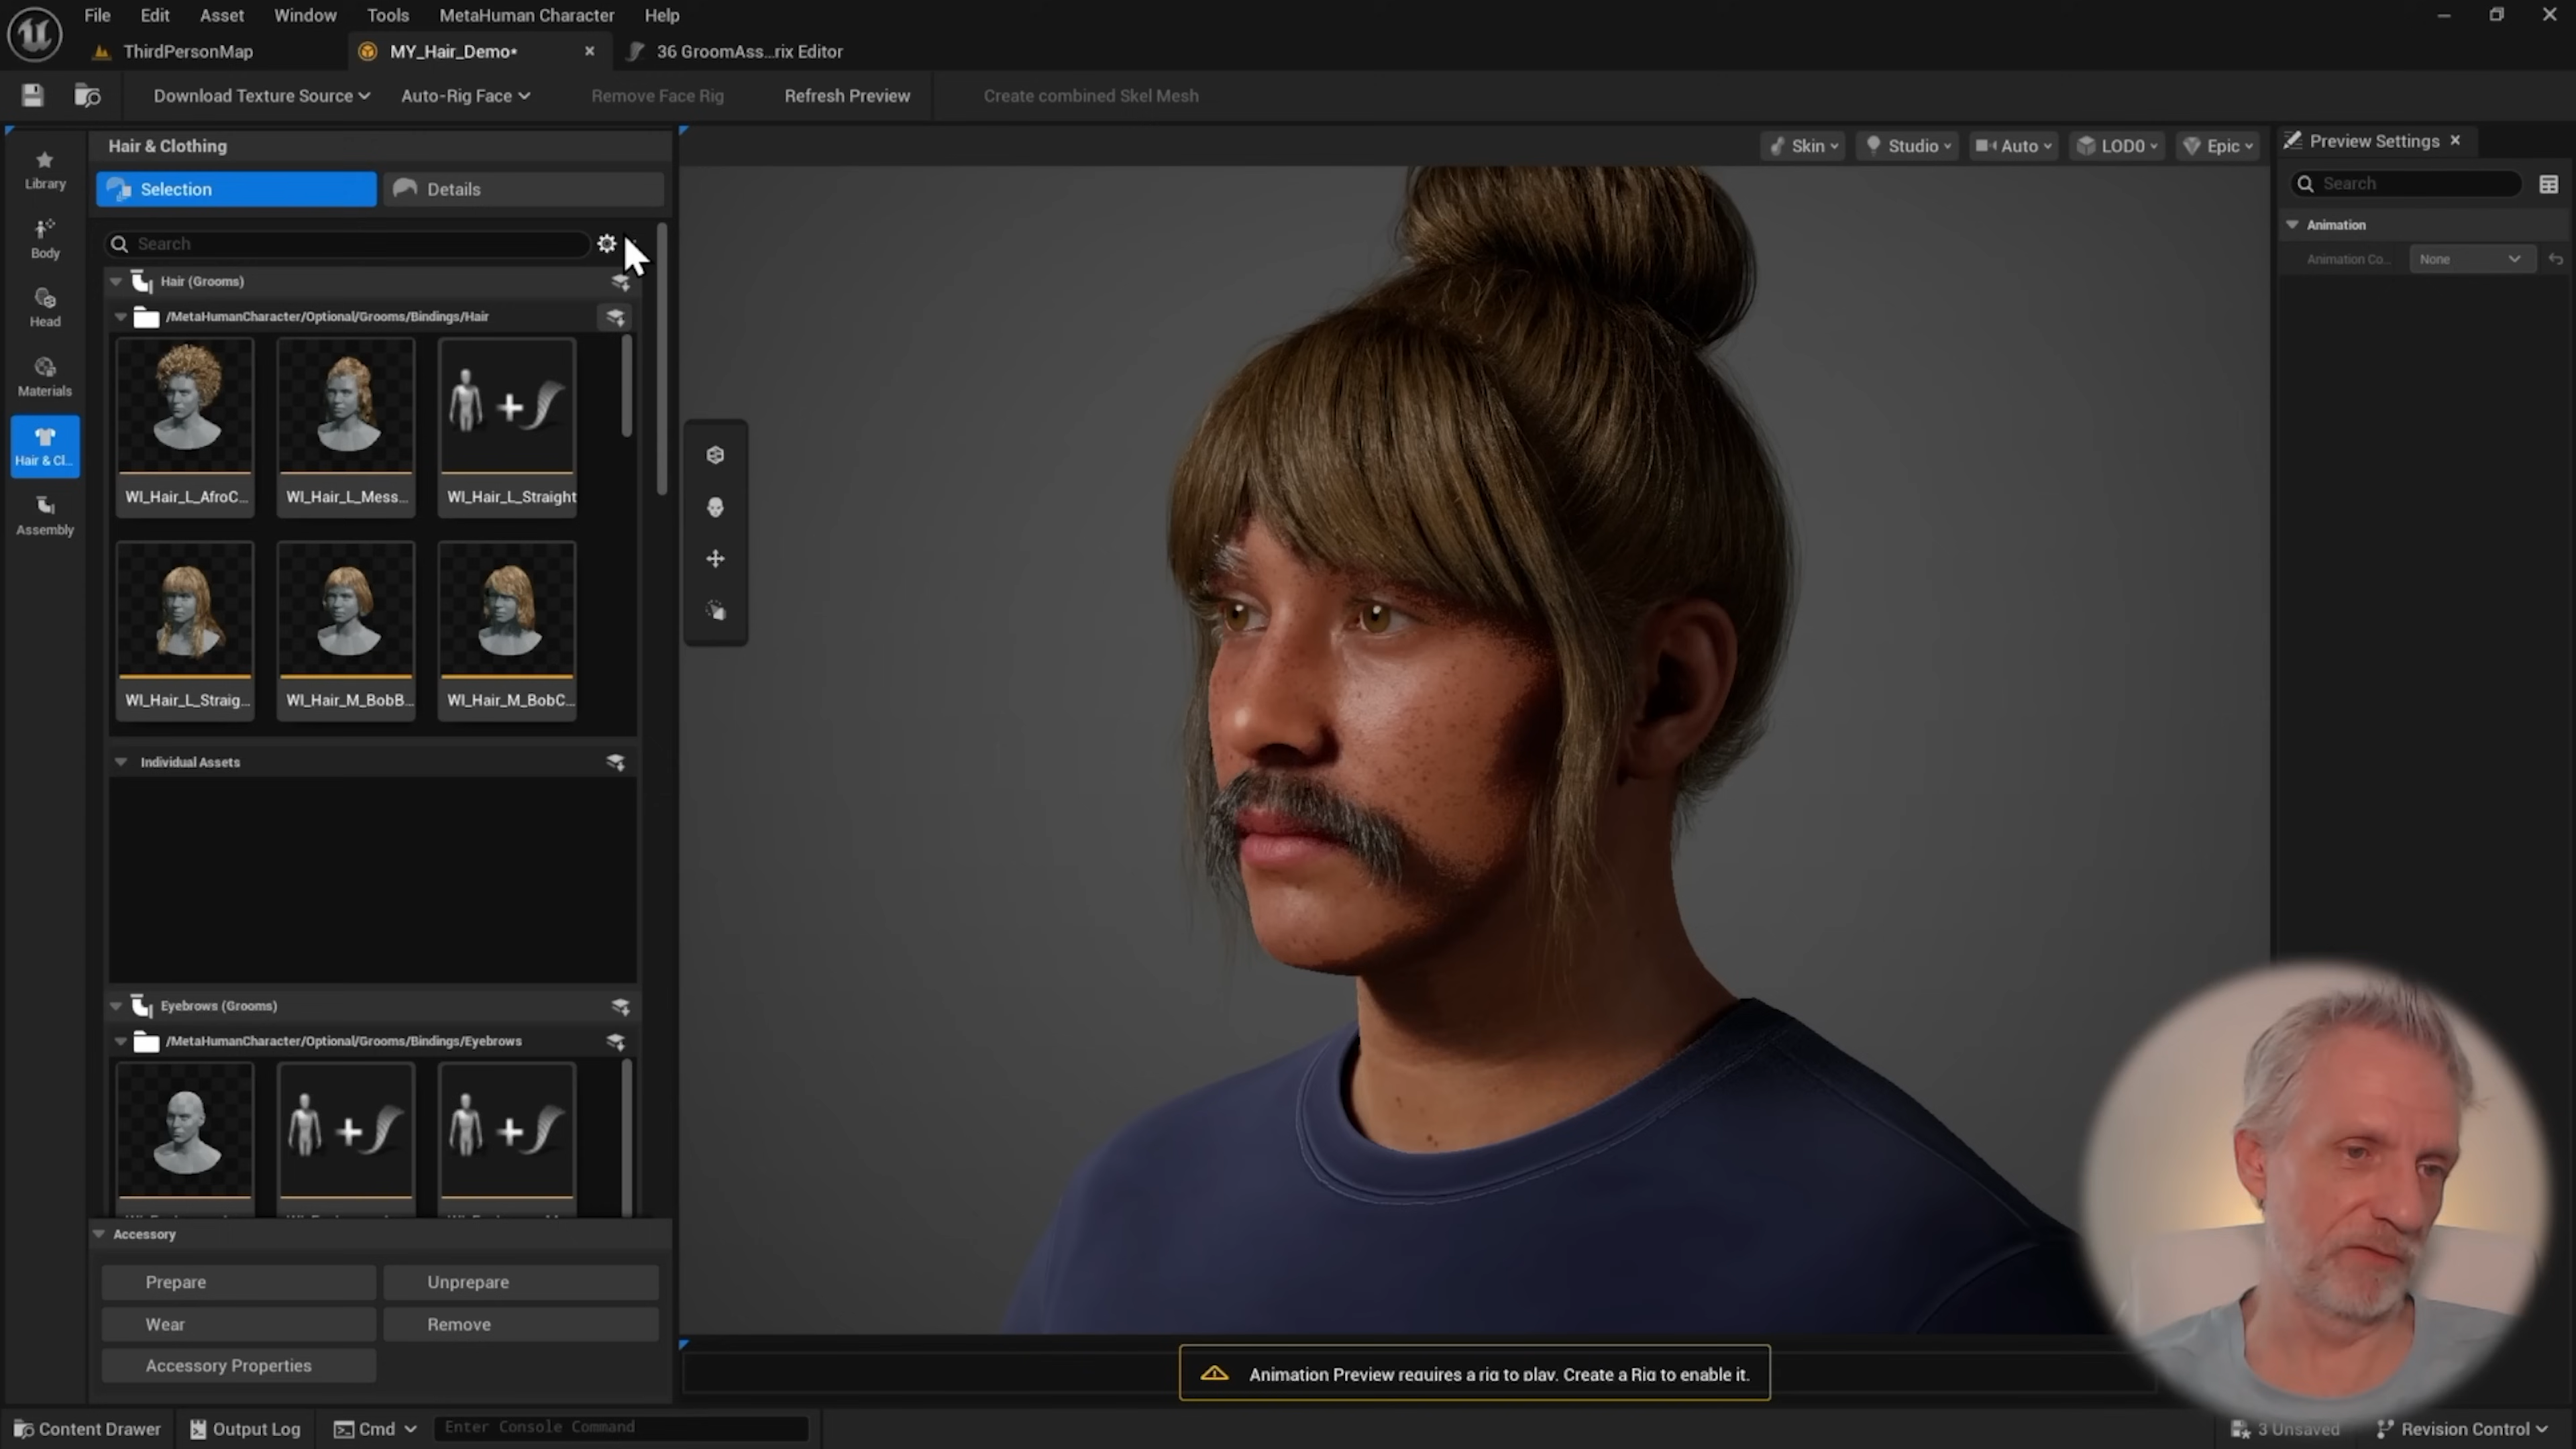 File Edit Asset Window Tools MetaHuman Character Help
ThirdPersonMap MY_Hair_Demo* 36 GroomAss...rix Editor
Download Texture Source Auto-Rig Face Remove Face Rig Refresh Preview Create combined Skel Mesh
Library
Body
Head
Materials
Hair & Cl...
Assembly
Hair & Clothing
Selection Details
Search
Hair (Grooms)
/MetaHumanCharacter/Optional/Grooms/Bindings/Hair
WI_Hair_L_AfroC... WI_Hair_L_Mess... WI_Hair_L_Straight
WI_Hair_L_Straig... WI_Hair_M_BobB... WI_Hair_M_BobC...
Individual Assets
Eyebrows (Grooms)
/MetaHumanCharacter/Optional/Grooms/Bindings/Eyebrows
Accessory
Prepare Unprepare
Wear Remove
Accessory Properties
Skin Studio Auto LOD0 Epic
Animation Preview requires a rig to play. Create a Rig to enable it.
Preview Settings
Search
Animation
Animation Co... None
Content Drawer Output Log Cmd Enter Console Command 3 Unsaved Revision Control